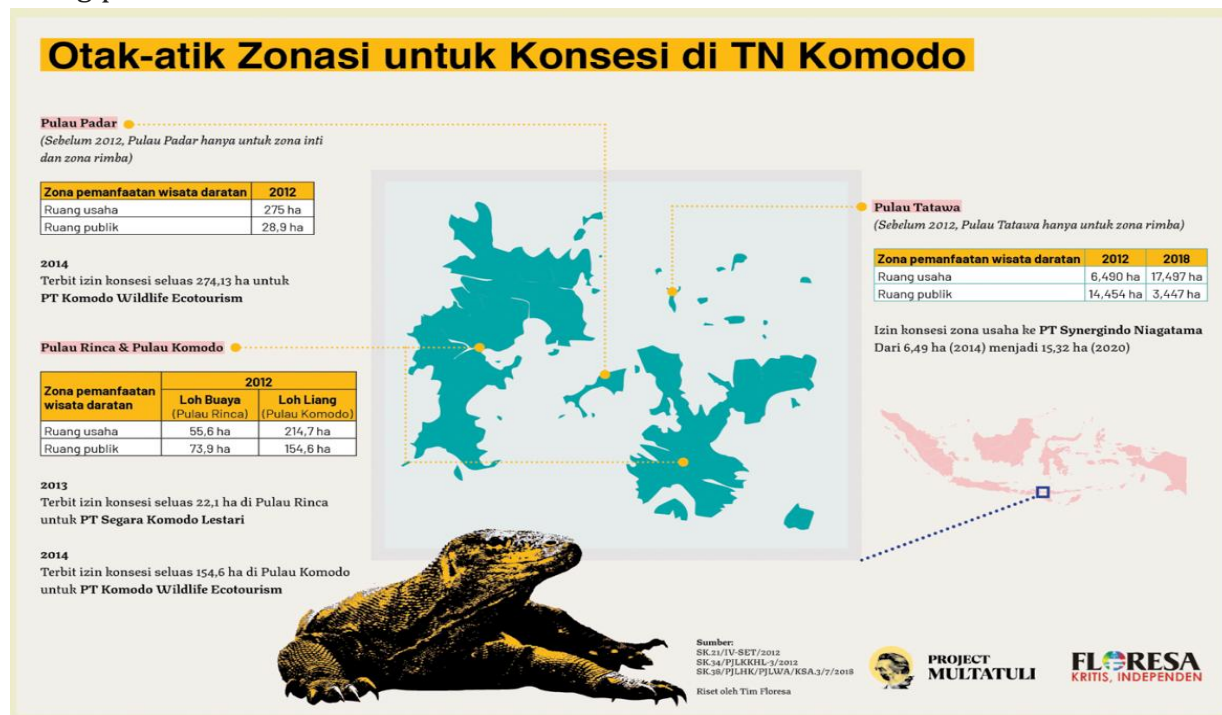 Otak-atik Zonasi untuk Konsesi di TN Komodo
Pulau Padar
(Sebelum 2012, Pulau Padar hanya untuk zona inti
dan zona rimba)
Zona pemanfaatan wisata daratan 2012
Ruang usaha 275 ha
Ruang publik 28,9 ha
2014
Terbit izin konsesi seluas 274,13 ha untuk
PT Komodo Wildlife Ecotourism
Pulau Rinca & Pulau Komodo
Zona pemanfaatan wisata daratan 2012
Loh Buaya (Pulau Rinca) Loh Liang (Pulau Komodo)
Ruang usaha 55,6 ha 214,7 ha
Ruang publik 73,9 ha 154,6 ha
2013
Terbit izin konsesi seluas 22,1 ha di Pulau Rinca
untuk PT Segara Komodo Lestari
2014
Terbit izin konsesi seluas 154,6 ha di Pulau Komodo
untuk PT Komodo Wildlife Ecotourism
Pulau Tatawa
(Sebelum 2012, Pulau Tatawa hanya untuk zona rimba)
Zona pemanfaatan wisata daratan 2012 2018
Ruang usaha 6,490 ha 17,497 ha
Ruang publik 14,454 ha 3,447 ha
Izin konsesi zona usaha ke PT Synergindo Niagatama
Dari 6,49 ha (2014) menjadi 15,32 ha (2020)
Sumber:
SK.21/IV-SET/2012
SK.34/PJLKKHL-3/2012
SK.38/PJLHK/PJLWA/KSA.3/7/2018
Riset oleh Tim Floresa
PROJECT
MULTATULI
FLORESA
KRITIS, INDEPENDEN